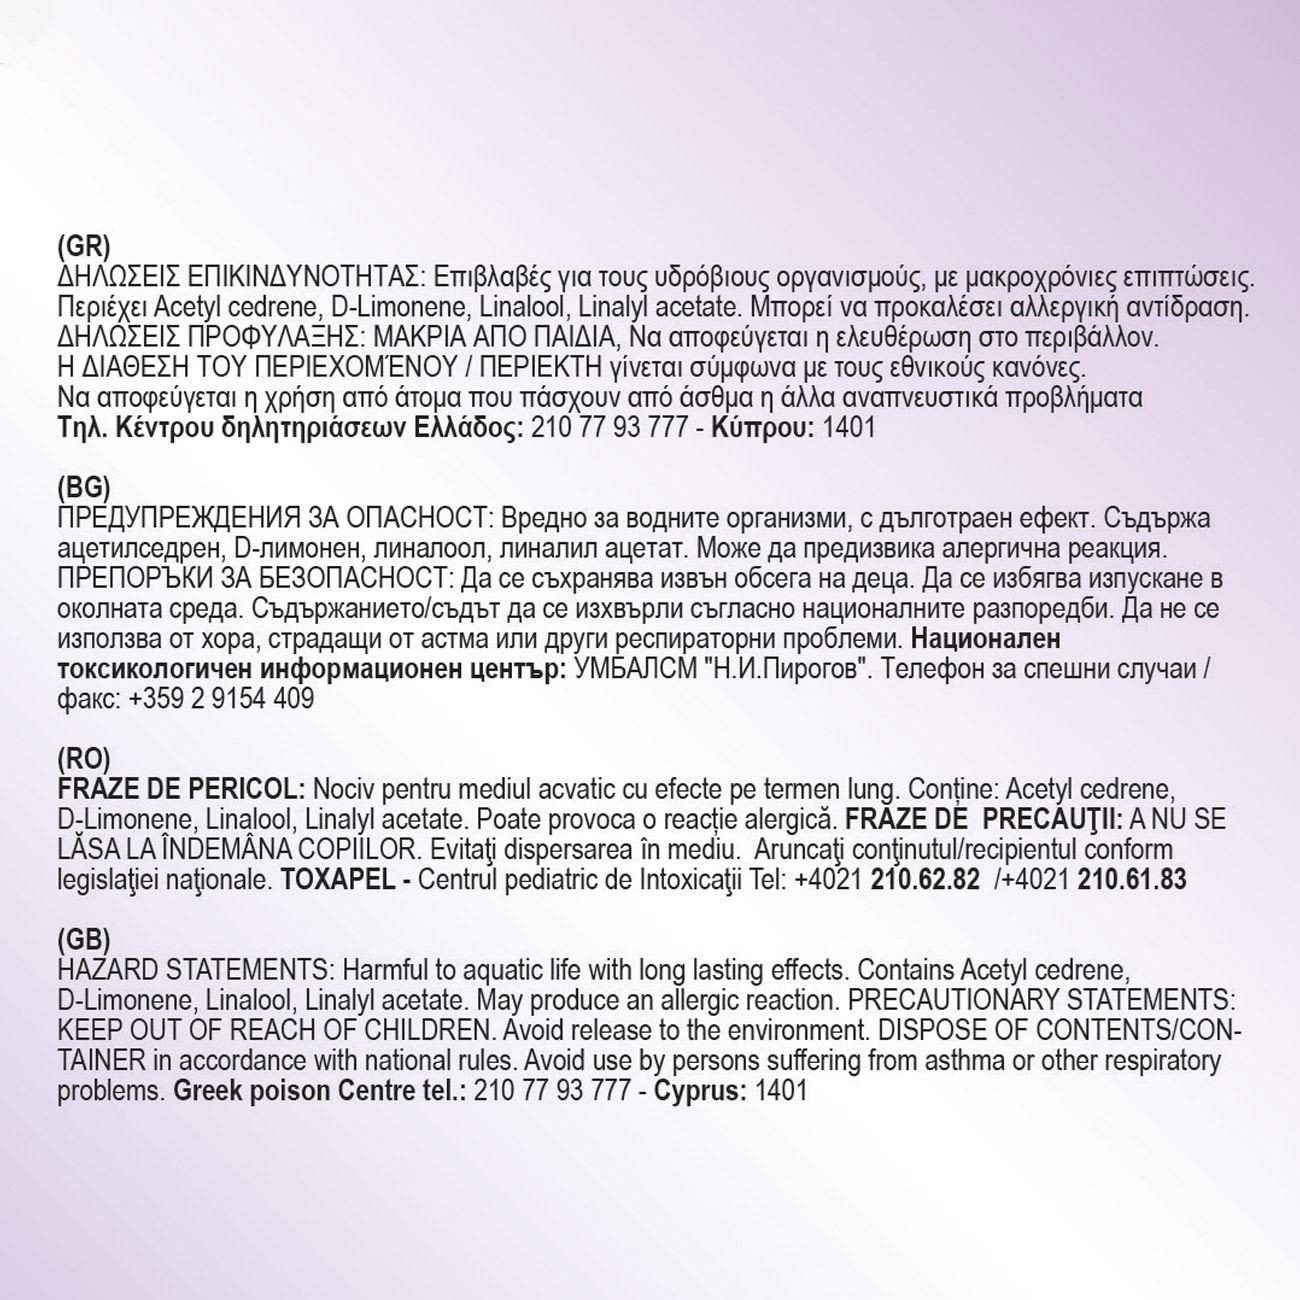 (GR)
ΔΗΛΩΣΕΙΣ ΕΠΙΚΙΝΔΥΝΟΤΗΤΑΣ: Επιβλαβές για τους υδρόβιους οργανισμούς, με μακροχρόνιες επιπτώσεις.
Περιέχει Acetyl cedrene, D-Limonene, Linalool, Linalyl acetate. Μπορεί να προκαλέσει αλλεργική αντίδραση.
ΔΗΛΩΣΕΙΣ ΠΡΟΦΥΛΑΞΗΣ: ΜΑΚΡΙΑ ΑΠΟ ΠΑΙΔΙΑ, Να αποφεύγεται η ελευθέρωση στο περιβάλλον.
Η ΔΙΑΘΕΣΗ ΤΟΥ ΠΕΡΙΕΧΟΜΈΝΟΥ / ΠΕΡΙΕΚΤΗ γίνεται σύμφωνα με τους εθνικούς κανόνες.
Να αποφεύγεται η χρήση από άτομα που πάσχουν από άσθμα η άλλα αναπνευστικά προβλήματα
Τηλ. Κέντρου δηλητηριάσεων Ελλάδος: 210 77 93 777 - Κύπρου: 1401
(BG)
ПРЕДУПРЕЖДЕНИЯ ЗА ОПАСНОСТ: Вредно за водните организми, с дълготраен ефект. Съдържа
ацетилседрен, D-лимонен, линалоол, линалил ацетат. Може да предизвика алергична реакция.
ПРЕПОРЪКИ ЗА БЕЗОПАСНОСТ: Да се съхранява извън обсега на деца. Да се избягва изпускане в
околната среда. Съдържанието/съдът да се изхвърли съгласно националните разпоредби. Да не се
използва от хора, страдащи от астма или други респираторни проблеми. Национален
токсикологичен информационен център: УМБАЛСМ "Н.И.Пирогов". Телефон за спешни случаи /
факс: +359 2 9154 409
(RO)
FRAZE DE PERICOL: Nociv pentru mediul acvatic cu efecte pe termen lung. Conține: Acetyl cedrene,
D-Limonene, Linalool, Linalyl acetate. Poate provoca o reacție alergică. FRAZE DE  PRECAUŢII: A NU SE
LĂSA LA ÎNDEMÂNA COPIILOR. Evitaţi dispersarea în mediu.  Aruncaţi conţinutul/recipientul conform
legislaţiei naţionale. TOXAPEL - Centrul pediatric de Intoxicaţii Tel: +4021 210.62.82  /+4021 210.61.83
(GB)
HAZARD STATEMENTS: Harmful to aquatic life with long lasting effects. Contains Acetyl cedrene,
D-Limonene, Linalool, Linalyl acetate. May produce an allergic reaction. PRECAUTIONARY STATEMENTS:
KEEP OUT OF REACH OF CHILDREN. Avoid release to the environment. DISPOSE OF CONTENTS/CON-
TAINER in accordance with national rules. Avoid use by persons suffering from asthma or other respiratory
problems. Greek poison Centre tel.: 210 77 93 777 - Cyprus: 1401